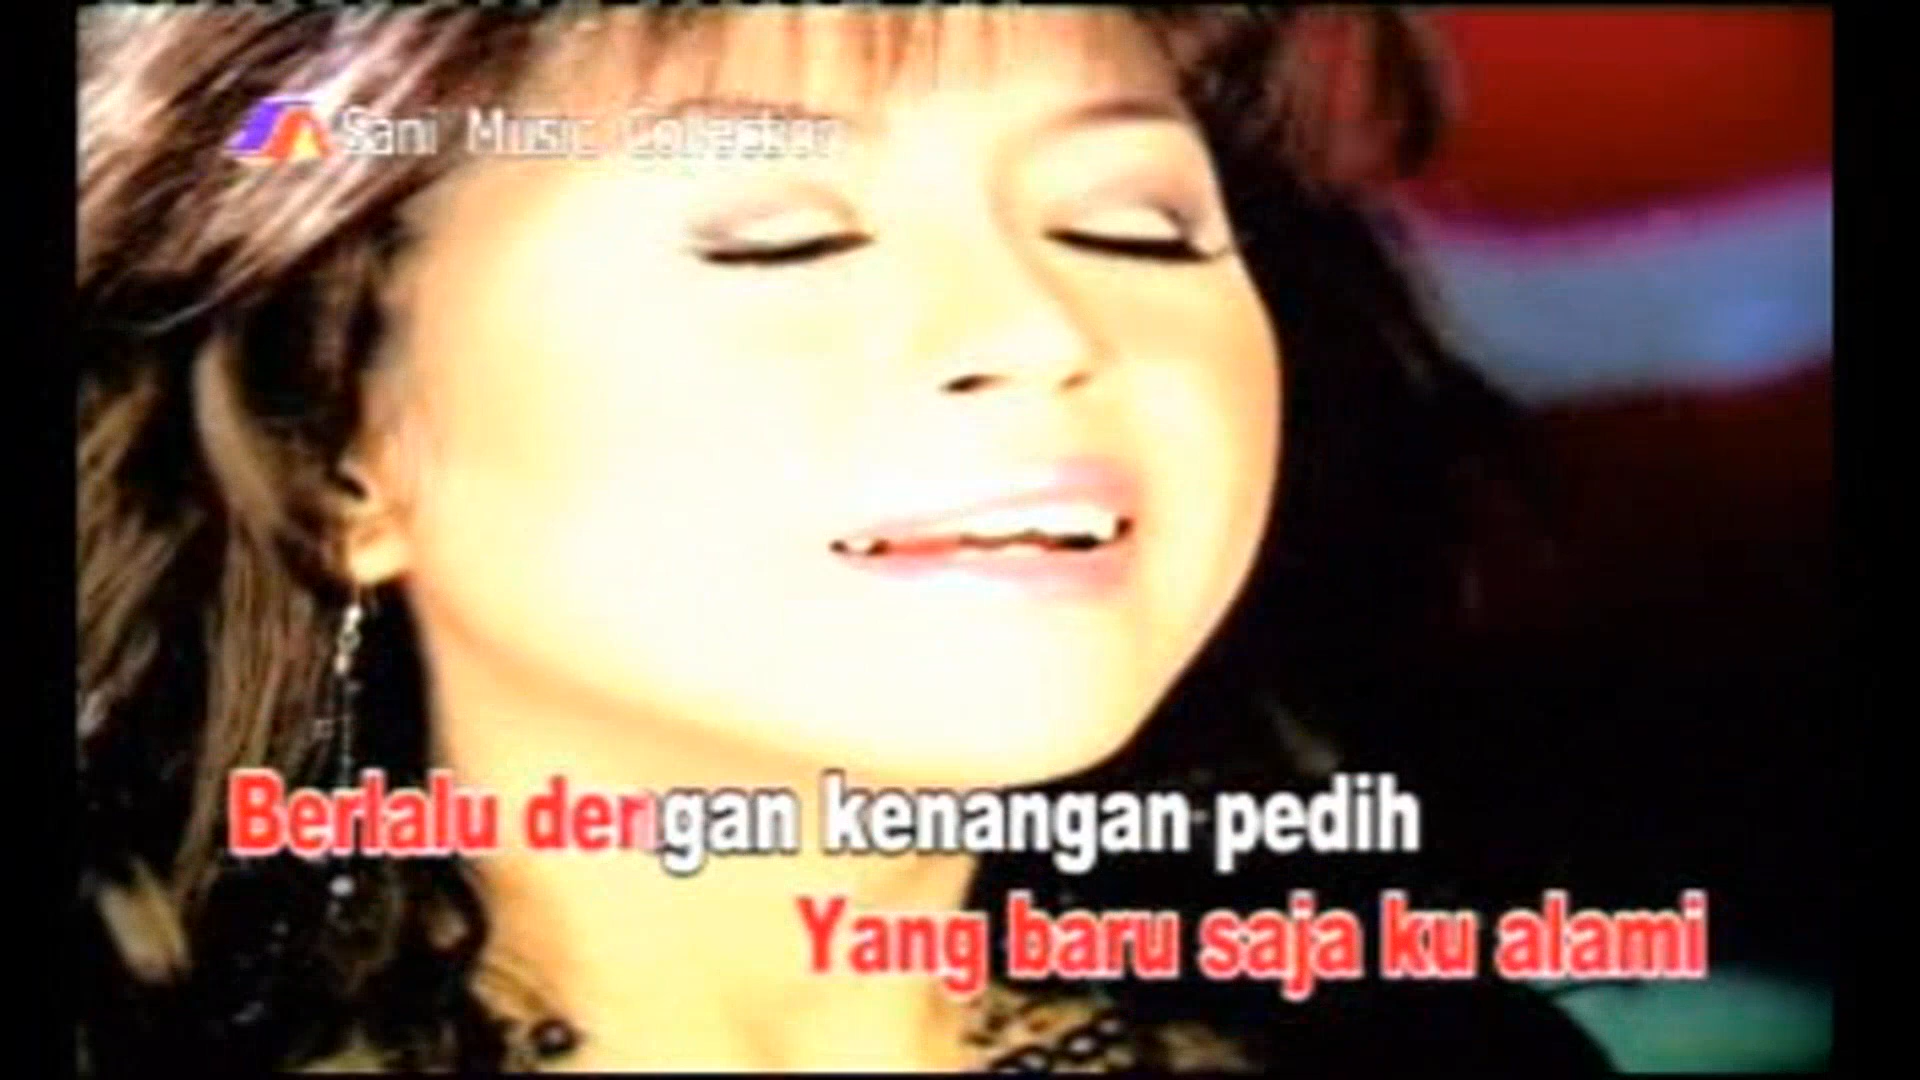 Sani Music Collection
Berlalu dengan kenangan pedih
Yang baru saja ku alami